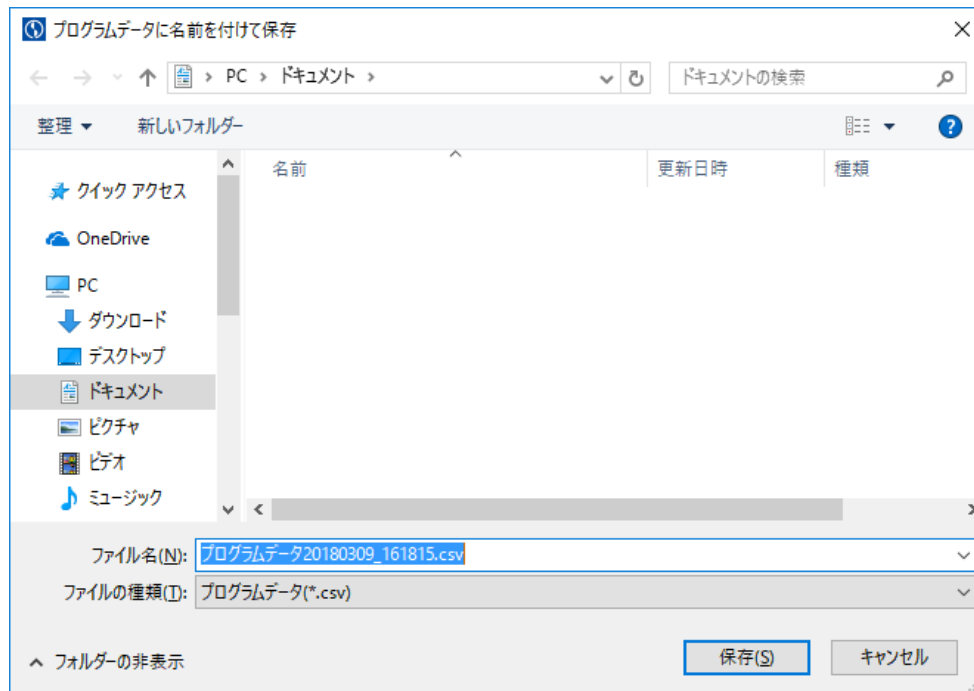 プログラムデータに名前を付けて保存
PC › ドキュメント ›
ドキュメントの検索
整理
新しいフォルダー
名前
更新日時
種類
クイック アクセス
OneDrive
PC
ダウンロード
デスクトップ
ドキュメント
ピクチャ
ビデオ
ミュージック
ファイル名(N): プログラムデータ20180309_161815.csv
ファイルの種類(T): プログラムデータ(*.csv)
フォルダーの非表示
保存(S)
キャンセル